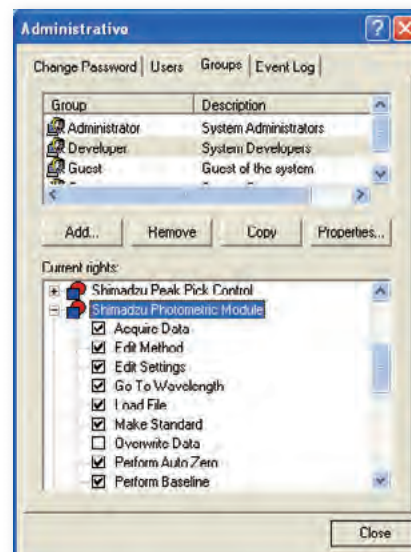 Administrative
Change Password Users Groups Event Log
Group Description
Administrator System Administrators
Developer System Developers
Guest Guest of the system
Add... Remove Copy Properties...
Current rights:
Shimadzu Peak Pick Control
Shimadzu Photometric Module
Acquire Data
Edit Method
Edit Settings
Go To Wavelength
Load File
Make Standard
Overwrite Data
Perform Auto Zero
Perform Baseline
Close